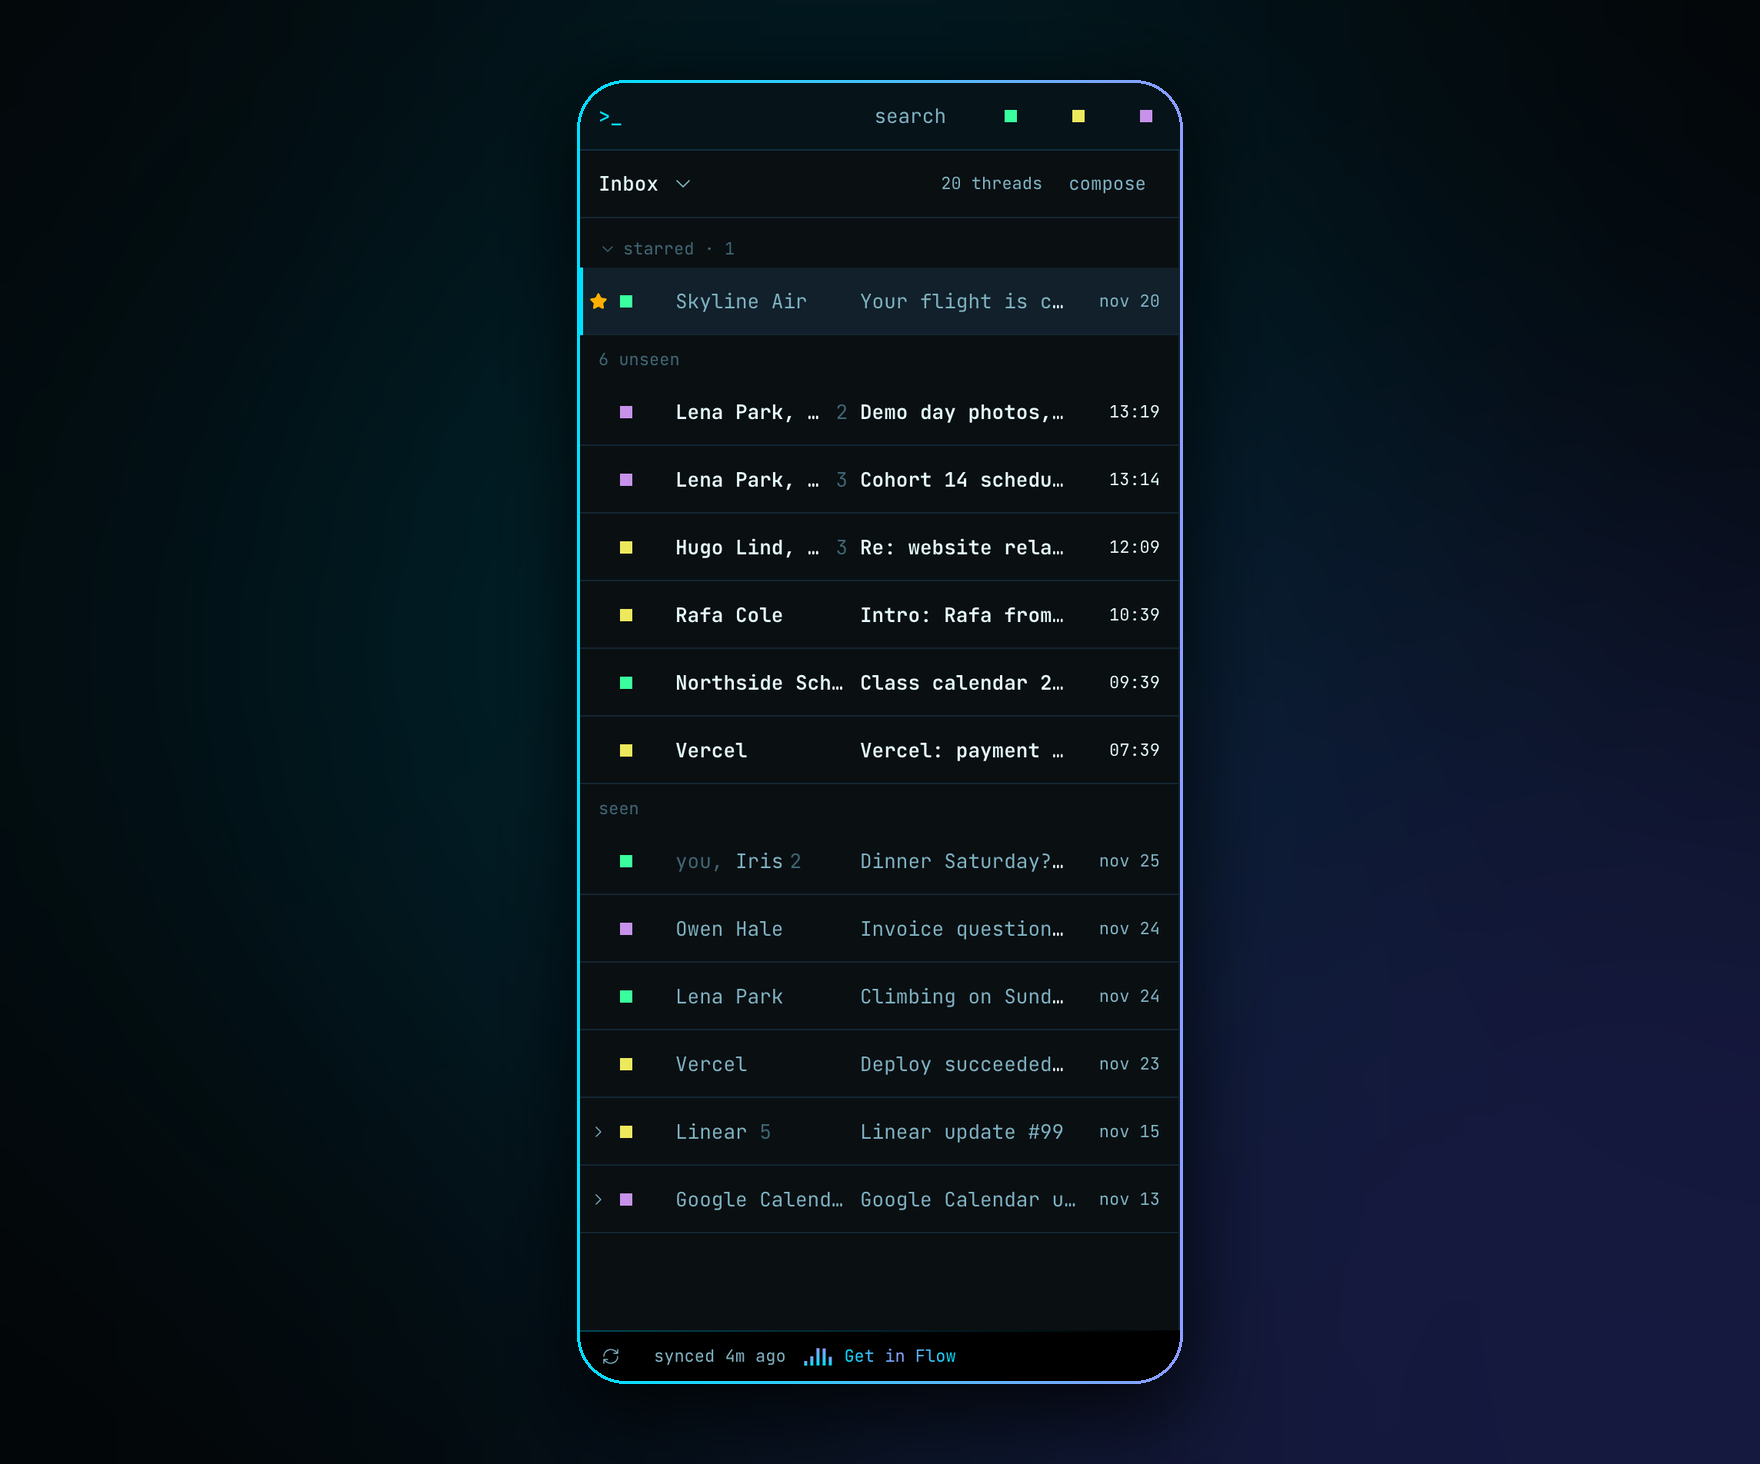 >_ search
Inbox 20 threads compose
starred · 1
Skyline Air Your flight is c… nov 20
6 unseen
Lena Park, … 2 Demo day photos,… 13:19
Lena Park, … 3 Cohort 14 schedu… 13:14
Hugo Lind, … 3 Re: website rela… 12:09
Rafa Cole Intro: Rafa from… 10:39
Northside Sch… Class calendar 2… 09:39
Vercel Vercel: payment … 07:39
seen
you, Iris 2 Dinner Saturday?… nov 25
Owen Hale Invoice question… nov 24
Lena Park Climbing on Sund… nov 24
Vercel Deploy succeeded… nov 23
Linear 5 Linear update #99 nov 15
Google Calend… Google Calendar u… nov 13
synced 4m ago Get in Flow